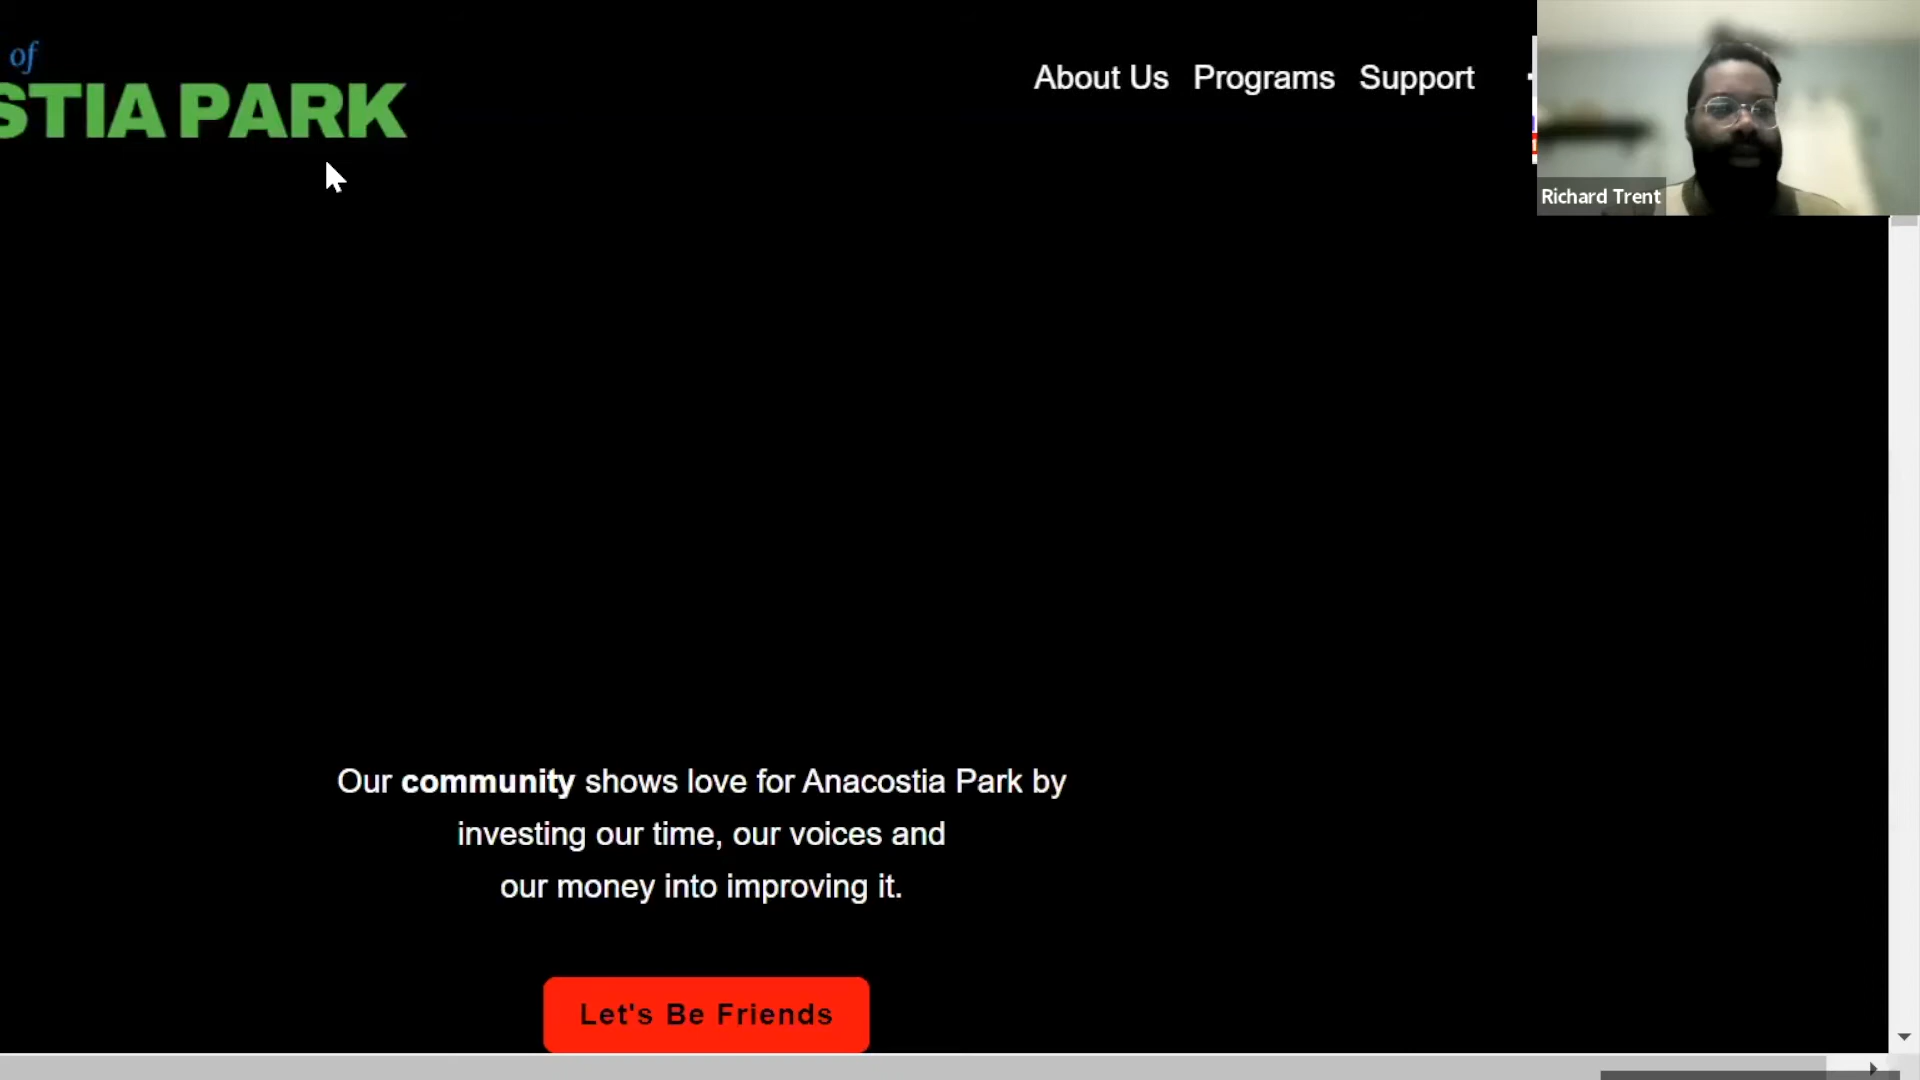 of
STIA PARK
About Us Programs Support
Richard Trent
Our community shows love for Anacostia Park by
investing our time, our voices and
our money into improving it.
Let's Be Friends